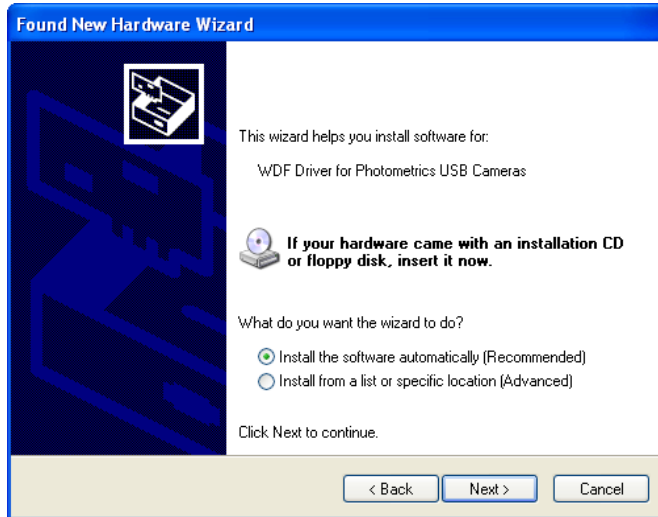 Found New Hardware Wizard
This wizard helps you install software for:
WDF Driver for Photometrics USB Cameras
If your hardware came with an installation CD
or floppy disk, insert it now.
What do you want the wizard to do?
Install the software automatically (Recommended)
Install from a list or specific location (Advanced)
Click Next to continue.
< Back
Next >
Cancel